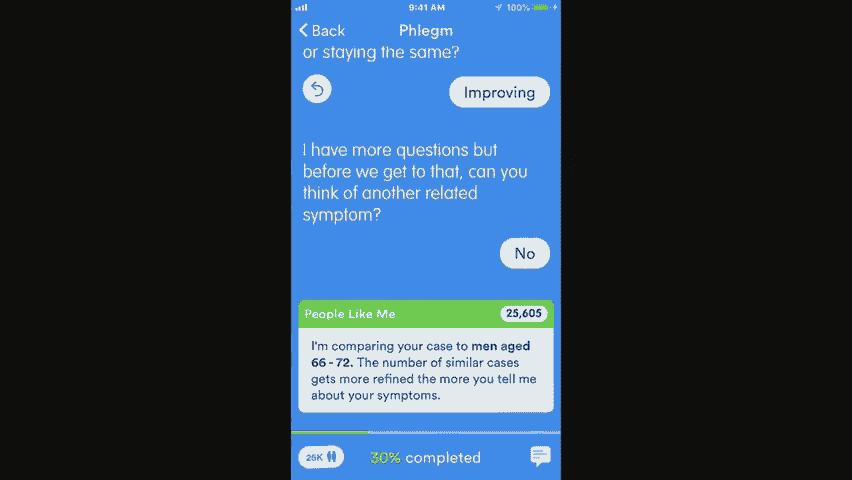 9:41 AM
100%
Back
Phlegm
or staying the same?
Improving
I have more questions but
before we get to that, can you
think of another related
symptom?
No
People Like Me
25,605
I'm comparing your case to men aged
66 - 72. The number of similar cases
gets more refined the more you tell me
about your symptoms.
25K
30% completed